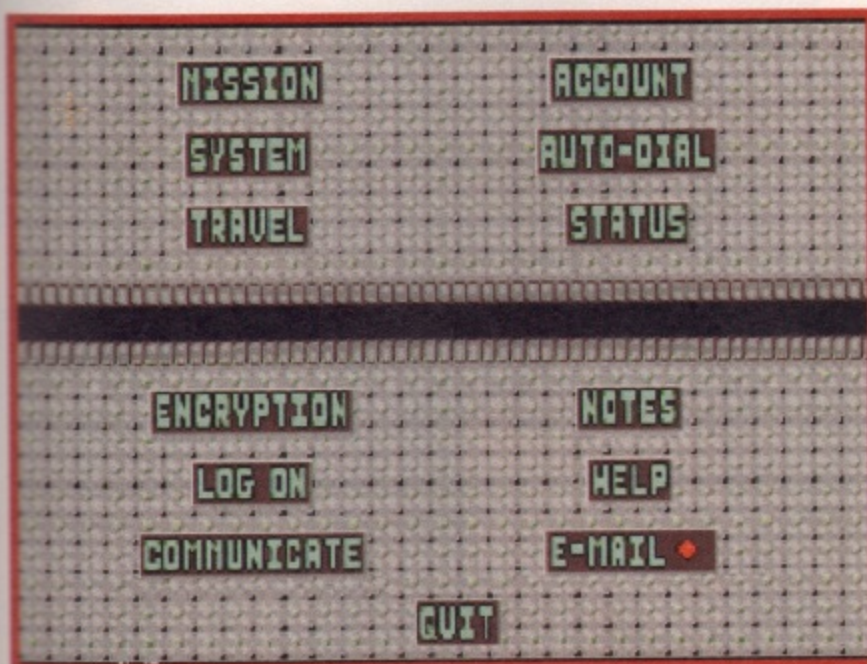 MISSION ACCOUNT
SYSTEM AUTO-DIAL
TRAVEL STATUS
ENCRYPTION NOTES
LOG ON HELP
COMMUNICATE E-MAIL
QUIT